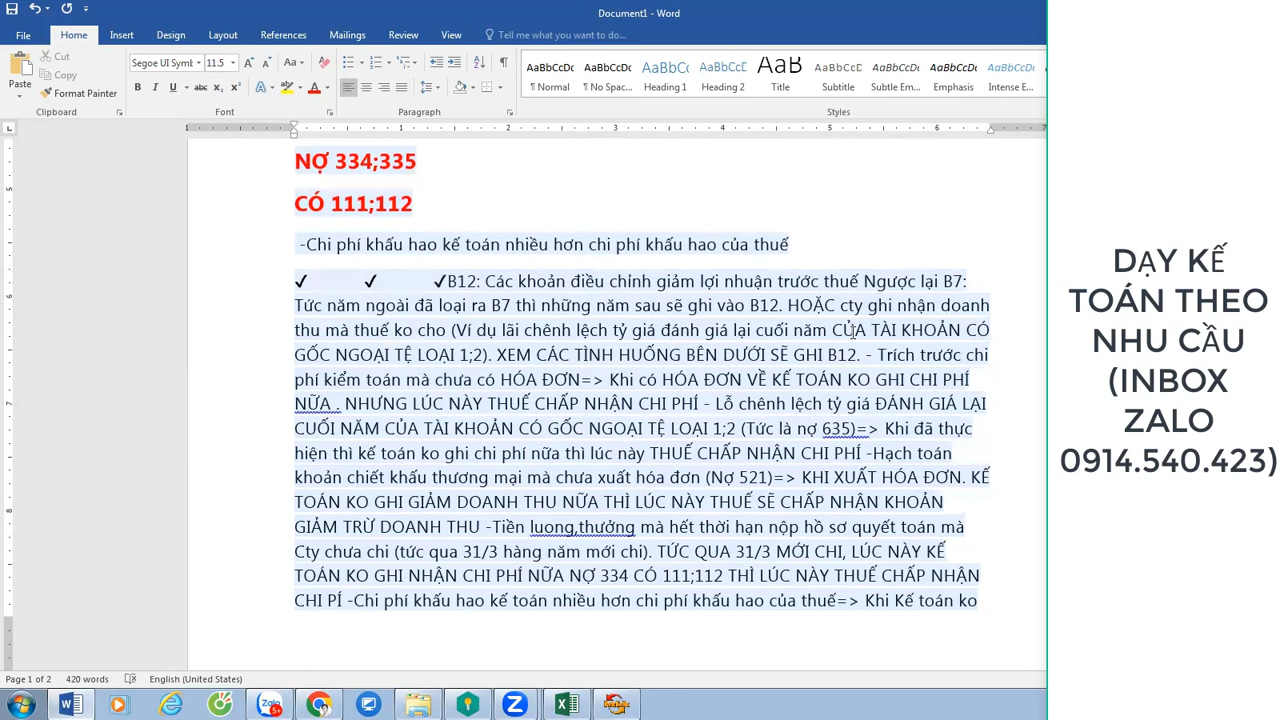 Document1 - Word
File Home Insert Design Layout References Mailings Review View Tell me what you want to do...
Paste
Cut
Copy
Format Painter
Clipboard
Segoe UI Symt 11.5
Font
Paragraph
AaBbCcDc AaBbCcDc AaBbCc AaBbCcD AaB AaBbCcD AaBbCcDc AaBbCcDc AaBbCcDc
¶ Normal ¶ No Spac... Heading 1 Heading 2 Title Subtitle Subtle Em... Emphasis Intense E...
Styles
NỢ 334;335
CÓ 111;112
-Chi phí khấu hao kế toán nhiều hơn chi phí khấu hao của thuế
✓ ✓ ✓B12: Các khoản điều chỉnh giảm lợi nhuận trước thuế Ngược lại B7:
Tức năm ngoài đã loại ra B7 thì những năm sau sẽ ghi vào B12. HOẶC cty ghi nhận doanh
thu mà thuế ko cho (Ví dụ lãi chênh lệch tỷ giá đánh giá lại cuối năm CỦA TÀI KHOẢN CÓ
GỐC NGOẠI TỆ LOẠI 1;2). XEM CÁC TÌNH HUỐNG BÊN DƯỚI SẼ GHI B12. - Trích trước chi
phí kiểm toán mà chưa có HÓA ĐƠN=> Khi có HÓA ĐƠN VỀ KẾ TOÁN KO GHI CHI PHÍ
NỮA . NHƯNG LÚC NÀY THUẾ CHẤP NHẬN CHI PHÍ - Lỗ chênh lệch tỷ giá ĐÁNH GIÁ LẠI
CUỐI NĂM CỦA TÀI KHOẢN CÓ GỐC NGOẠI TỆ LOẠI 1;2 (Tức là nợ 635)=> Khi đã thực
hiện thì kế toán ko ghi chi phí nữa thì lúc này THUẾ CHẤP NHẬN CHI PHÍ -Hạch toán
khoản chiết khấu thương mại mà chưa xuất hóa đơn (Nợ 521)=> KHI XUẤT HÓA ĐƠN. KẾ
TOÁN KO GHI GIẢM DOANH THU NỮA THÌ LÚC NÀY THUẾ SẼ CHẤP NHẬN KHOẢN
GIẢM TRỪ DOANH THU -Tiền luong,thưởng mà hết thời hạn nộp hồ sơ quyết toán mà
Cty chưa chi (tức qua 31/3 hàng năm mới chi). TỨC QUA 31/3 MỚI CHI, LÚC NÀY KẾ
TOÁN KO GHI NHẬN CHI PHÍ NỮA NỢ 334 CÓ 111;112 THÌ LÚC NÀY THUẾ CHẤP NHẬN
CHI PÍ -Chi phí khấu hao kế toán nhiều hơn chi phí khấu hao của thuế=> Khi Kế toán ko
Page 1 of 2 420 words English (United States)
DẠY KẾ
TOÁN THEO
NHU CẦU
(INBOX
ZALO
0914.540.423)